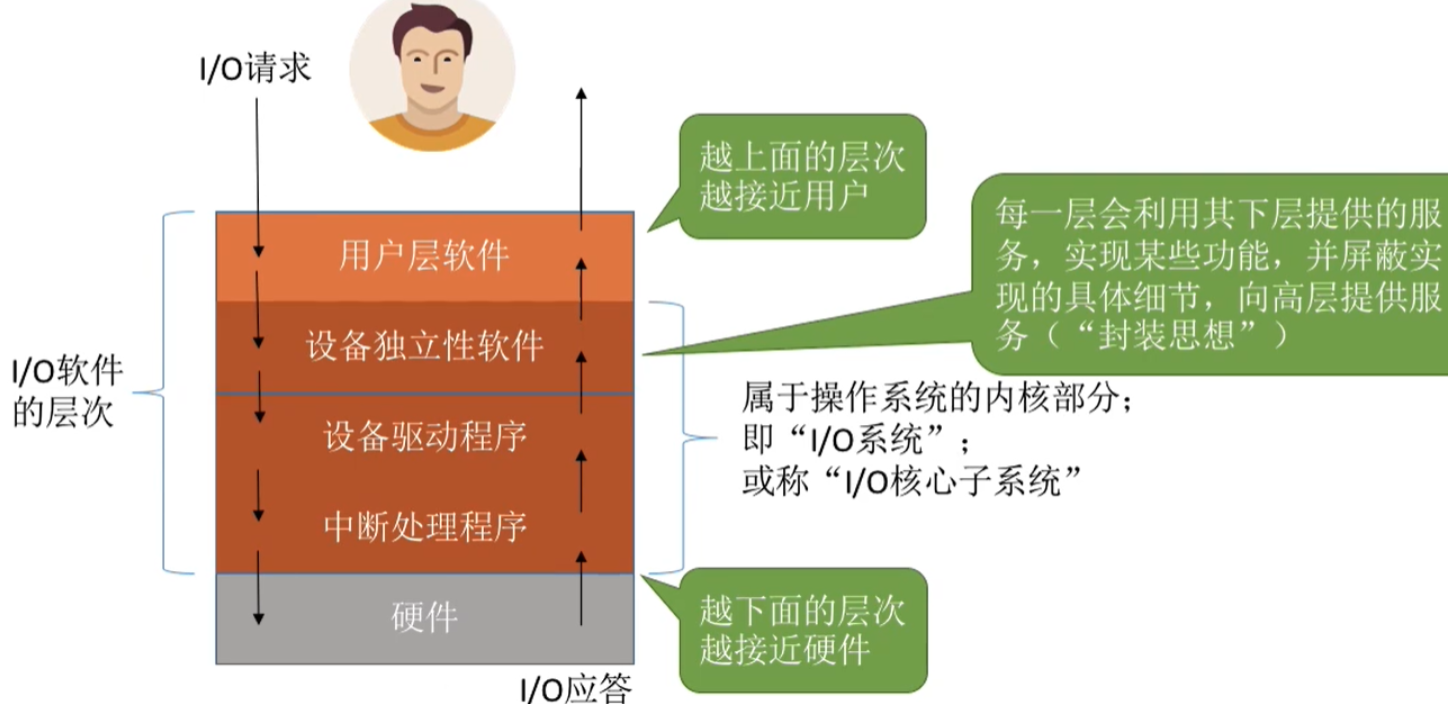 I/O请求
越上面的层次
越接近用户
每一层会利用其下层提供的服
务，实现某些功能，并屏蔽实
现的具体细节，向高层提供服
务（“封装思想”）
用户层软件
设备独立性软件
I/O软件
的层次
属于操作系统的内核部分；
即“I/O系统”；
或称“I/O核心子系统”
设备驱动程序
中断处理程序
硬件
越下面的层次
越接近硬件
I/O应答